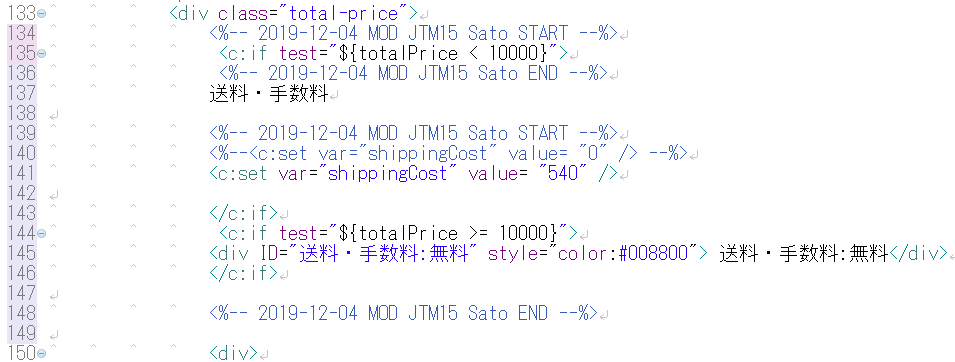 133 <div class="total-price">
134 <%-- 2019-12-04 MOD JTM15 Sato START --%>
135 <c:if test="${totalPrice < 10000}">
136 <%-- 2019-12-04 MOD JTM15 Sato END --%>
137 送料・手数料
138
139 <%-- 2019-12-04 MOD JTM15 Sato START --%>
140 <%--<c:set var="shippingCost" value= "0" /> --%>
141 <c:set var="shippingCost" value= "540" />
142
143 </c:if>
144 <c:if test="${totalPrice >= 10000}">
145 <div ID="送料・手数料:無料" style="color:#008800"> 送料・手数料:無料</div>
146 </c:if>
147
148 <%-- 2019-12-04 MOD JTM15 Sato END --%>
149
150 <div>